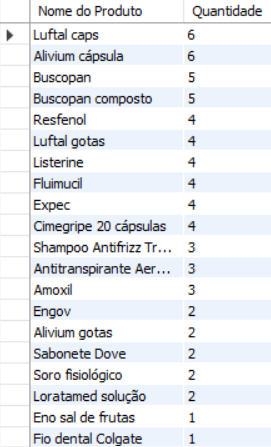 Nome do Produto Quantidade
Luftal caps 6
Alivium cápsula 6
Buscopan 5
Buscopan composto 5
Resfenol 4
Luftal gotas 4
Listerine 4
Fluimucil 4
Expec 4
Cimegripe 20 cápsulas 4
Shampoo Antifrizz Tr... 3
Antitranspirante Aer... 3
Amoxil 3
Engov 2
Alivium gotas 2
Sabonete Dove 2
Soro fisiológico 2
Loratamed solução 2
Eno sal de frutas 1
Fio dental Colgate 1